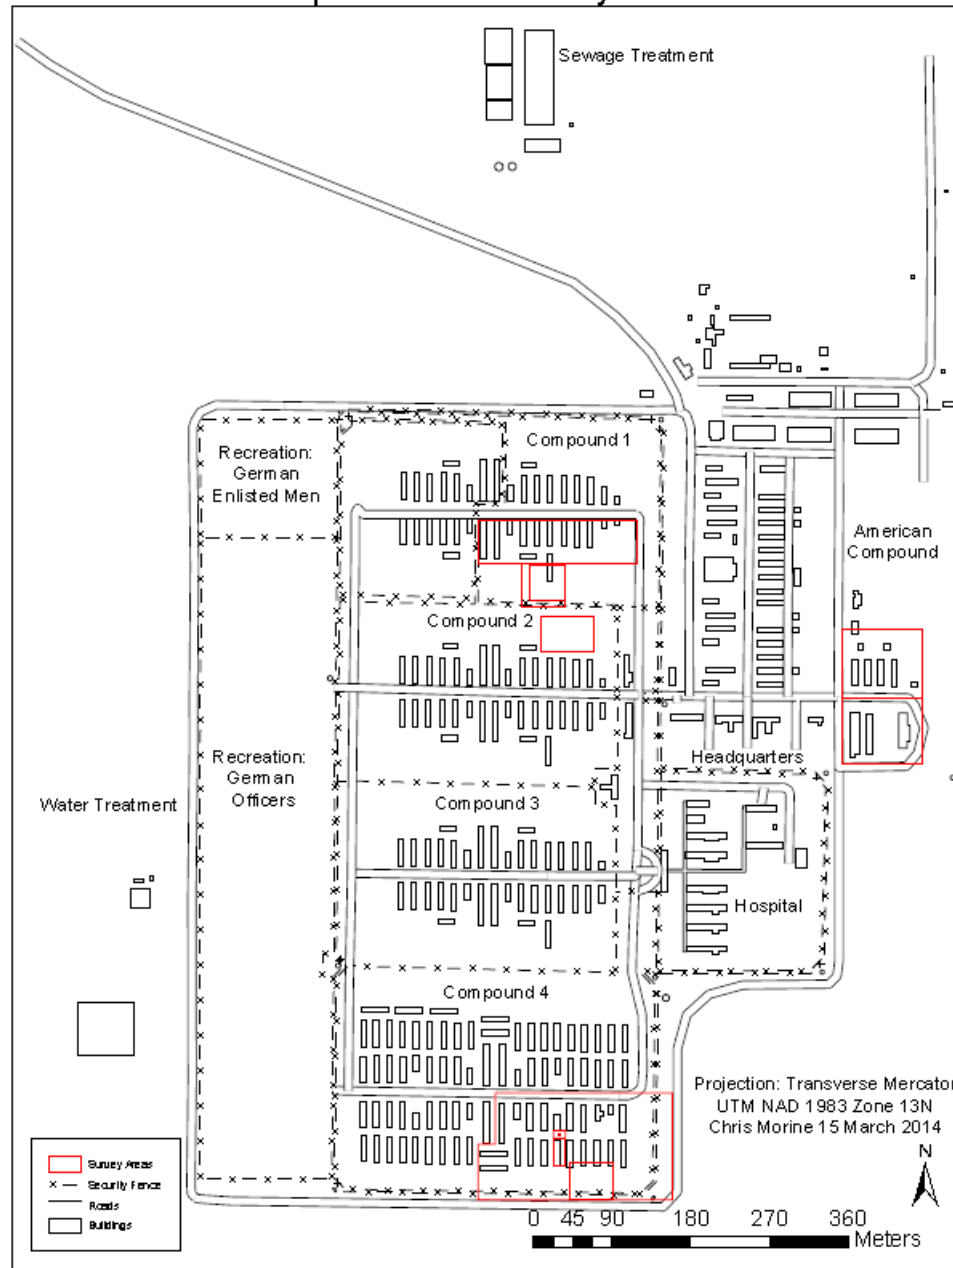 Sewage Treatment
Compound 1
Recreation:
German
Enlisted Men
American
Compound
Compound 2
Recreation:
German
Officers
Headquarters
Water Treatment
Compound 3
Hospital
Compound 4
Projection: Transverse Mercator
UTM NAD 1983 Zone 13N
Chris Morine 15 March 2014
N
Survey Areas
Security Fence
Roads
Buildings
0 45 90 180 270 360
Meters